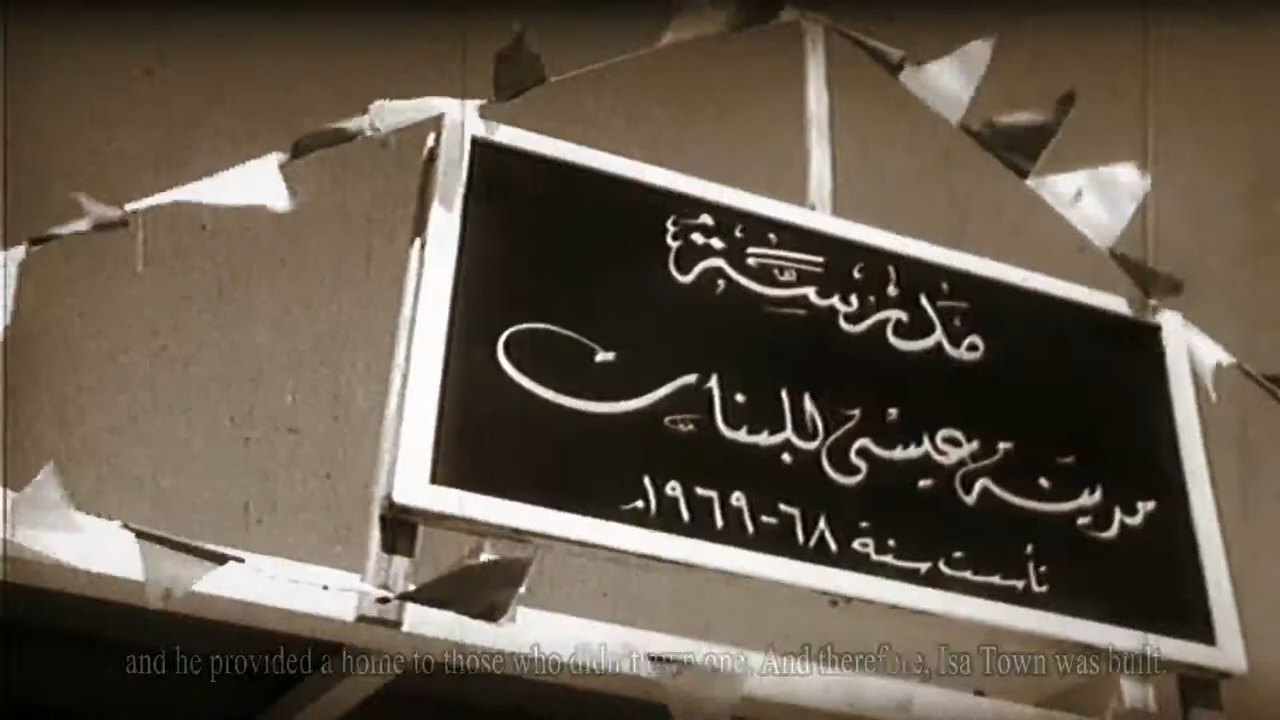 مدرسة
مدينة عيسى للبنات
تأسست سنة ٦٨-١٩٦٩م
and he provided a home to those who didn't own one. And therefore, Isa Town was built.